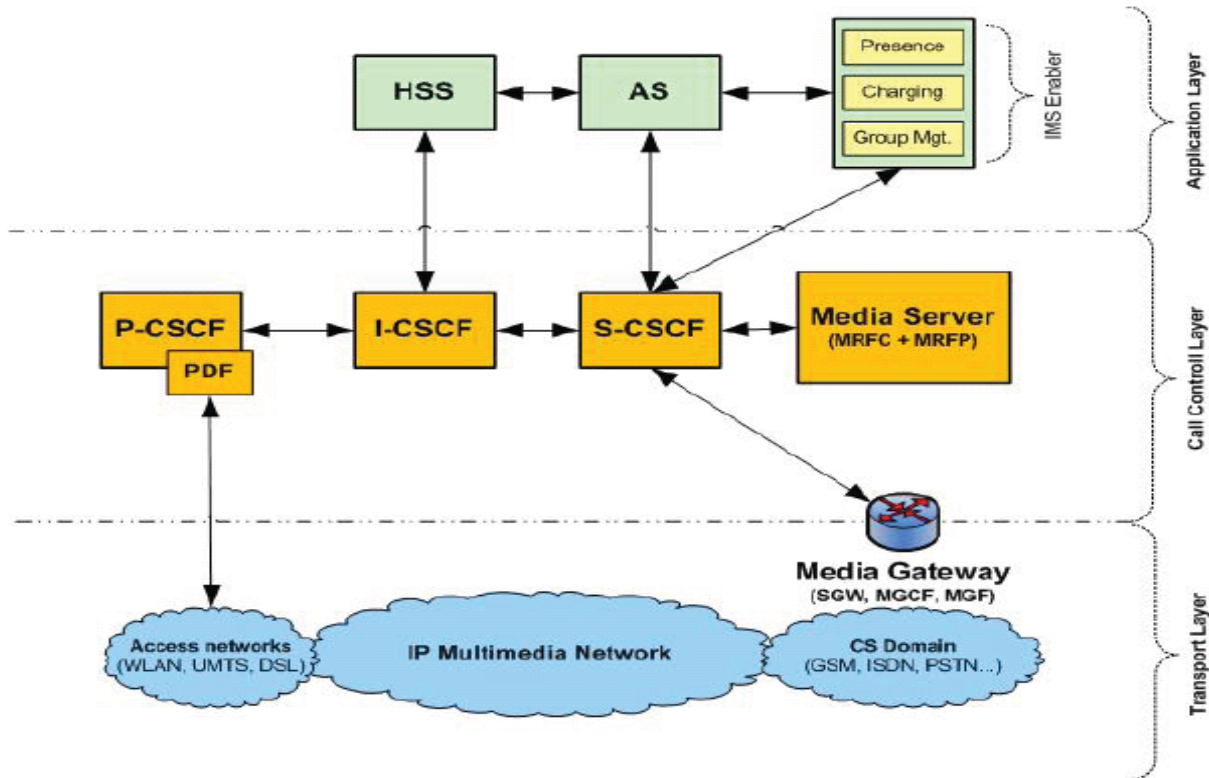 Presence
Charging
Group Mgt.
IMS Enabler
Application Layer
HSS
AS
P-CSCF
PDF
I-CSCF
S-CSCF
Media Server
(MRFC + MRFP)
Call Controll Layer
Media Gateway
(SGW, MGCF, MGF)
Access networks
(WLAN, UMTS, DSL)
IP Multimedia Network
CS Domain
(GSM, ISDN, PSTN...)
Transport Layer